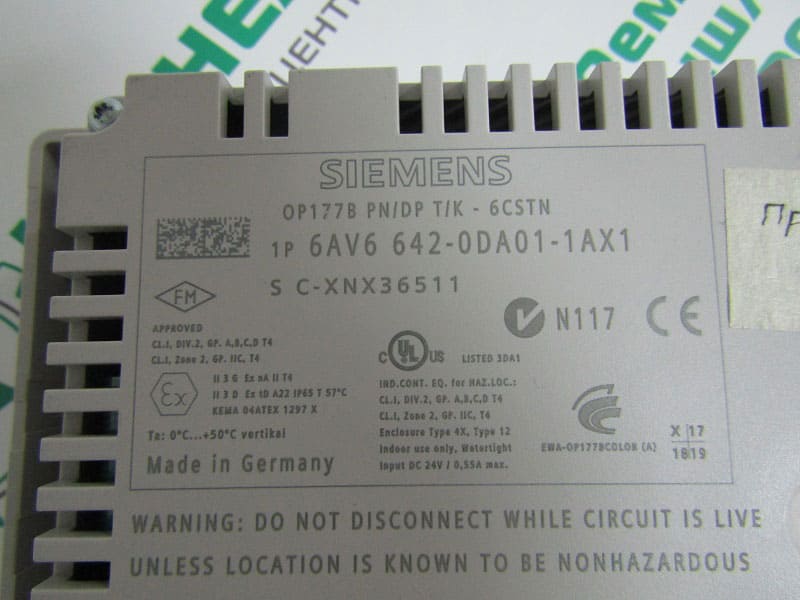 SIEMENS
OP177B PN/DP T/K - 6CSTN
1P 6AV6 642-0DA01-1AX1
S C-XNX36511
FM
N117
CE
APPROVED
CL.I, DIV.2, GP. A,B,C,D T4
CL.I, Zone 2, GP. IIC, T4
Ex
II 3 G Ex nA II T4
II 3 D Ex tD A22 IP65 T 57°C
KEMA 04ATEX 1297 X
Ta: 0°C...+50°C vertikal
Made in Germany
C UL US LISTED 3DA1
IND.CONT. EQ. for HAZ.LOC.:
CL.I, DIV.2, GP. A,B,C,D T4
CL.I, Zone 2, GP. IIC, T4
Enclosure Type 4X, Type 12
Indoor use only, Watertight
Input DC 24V / 0,55A max.
EWA-OP177BCOLOR (A)
X 17
18 19
WARNING: DO NOT DISCONNECT WHILE CIRCUIT IS LIVE
UNLESS LOCATION IS KNOWN TO BE NONHAZARDOUS